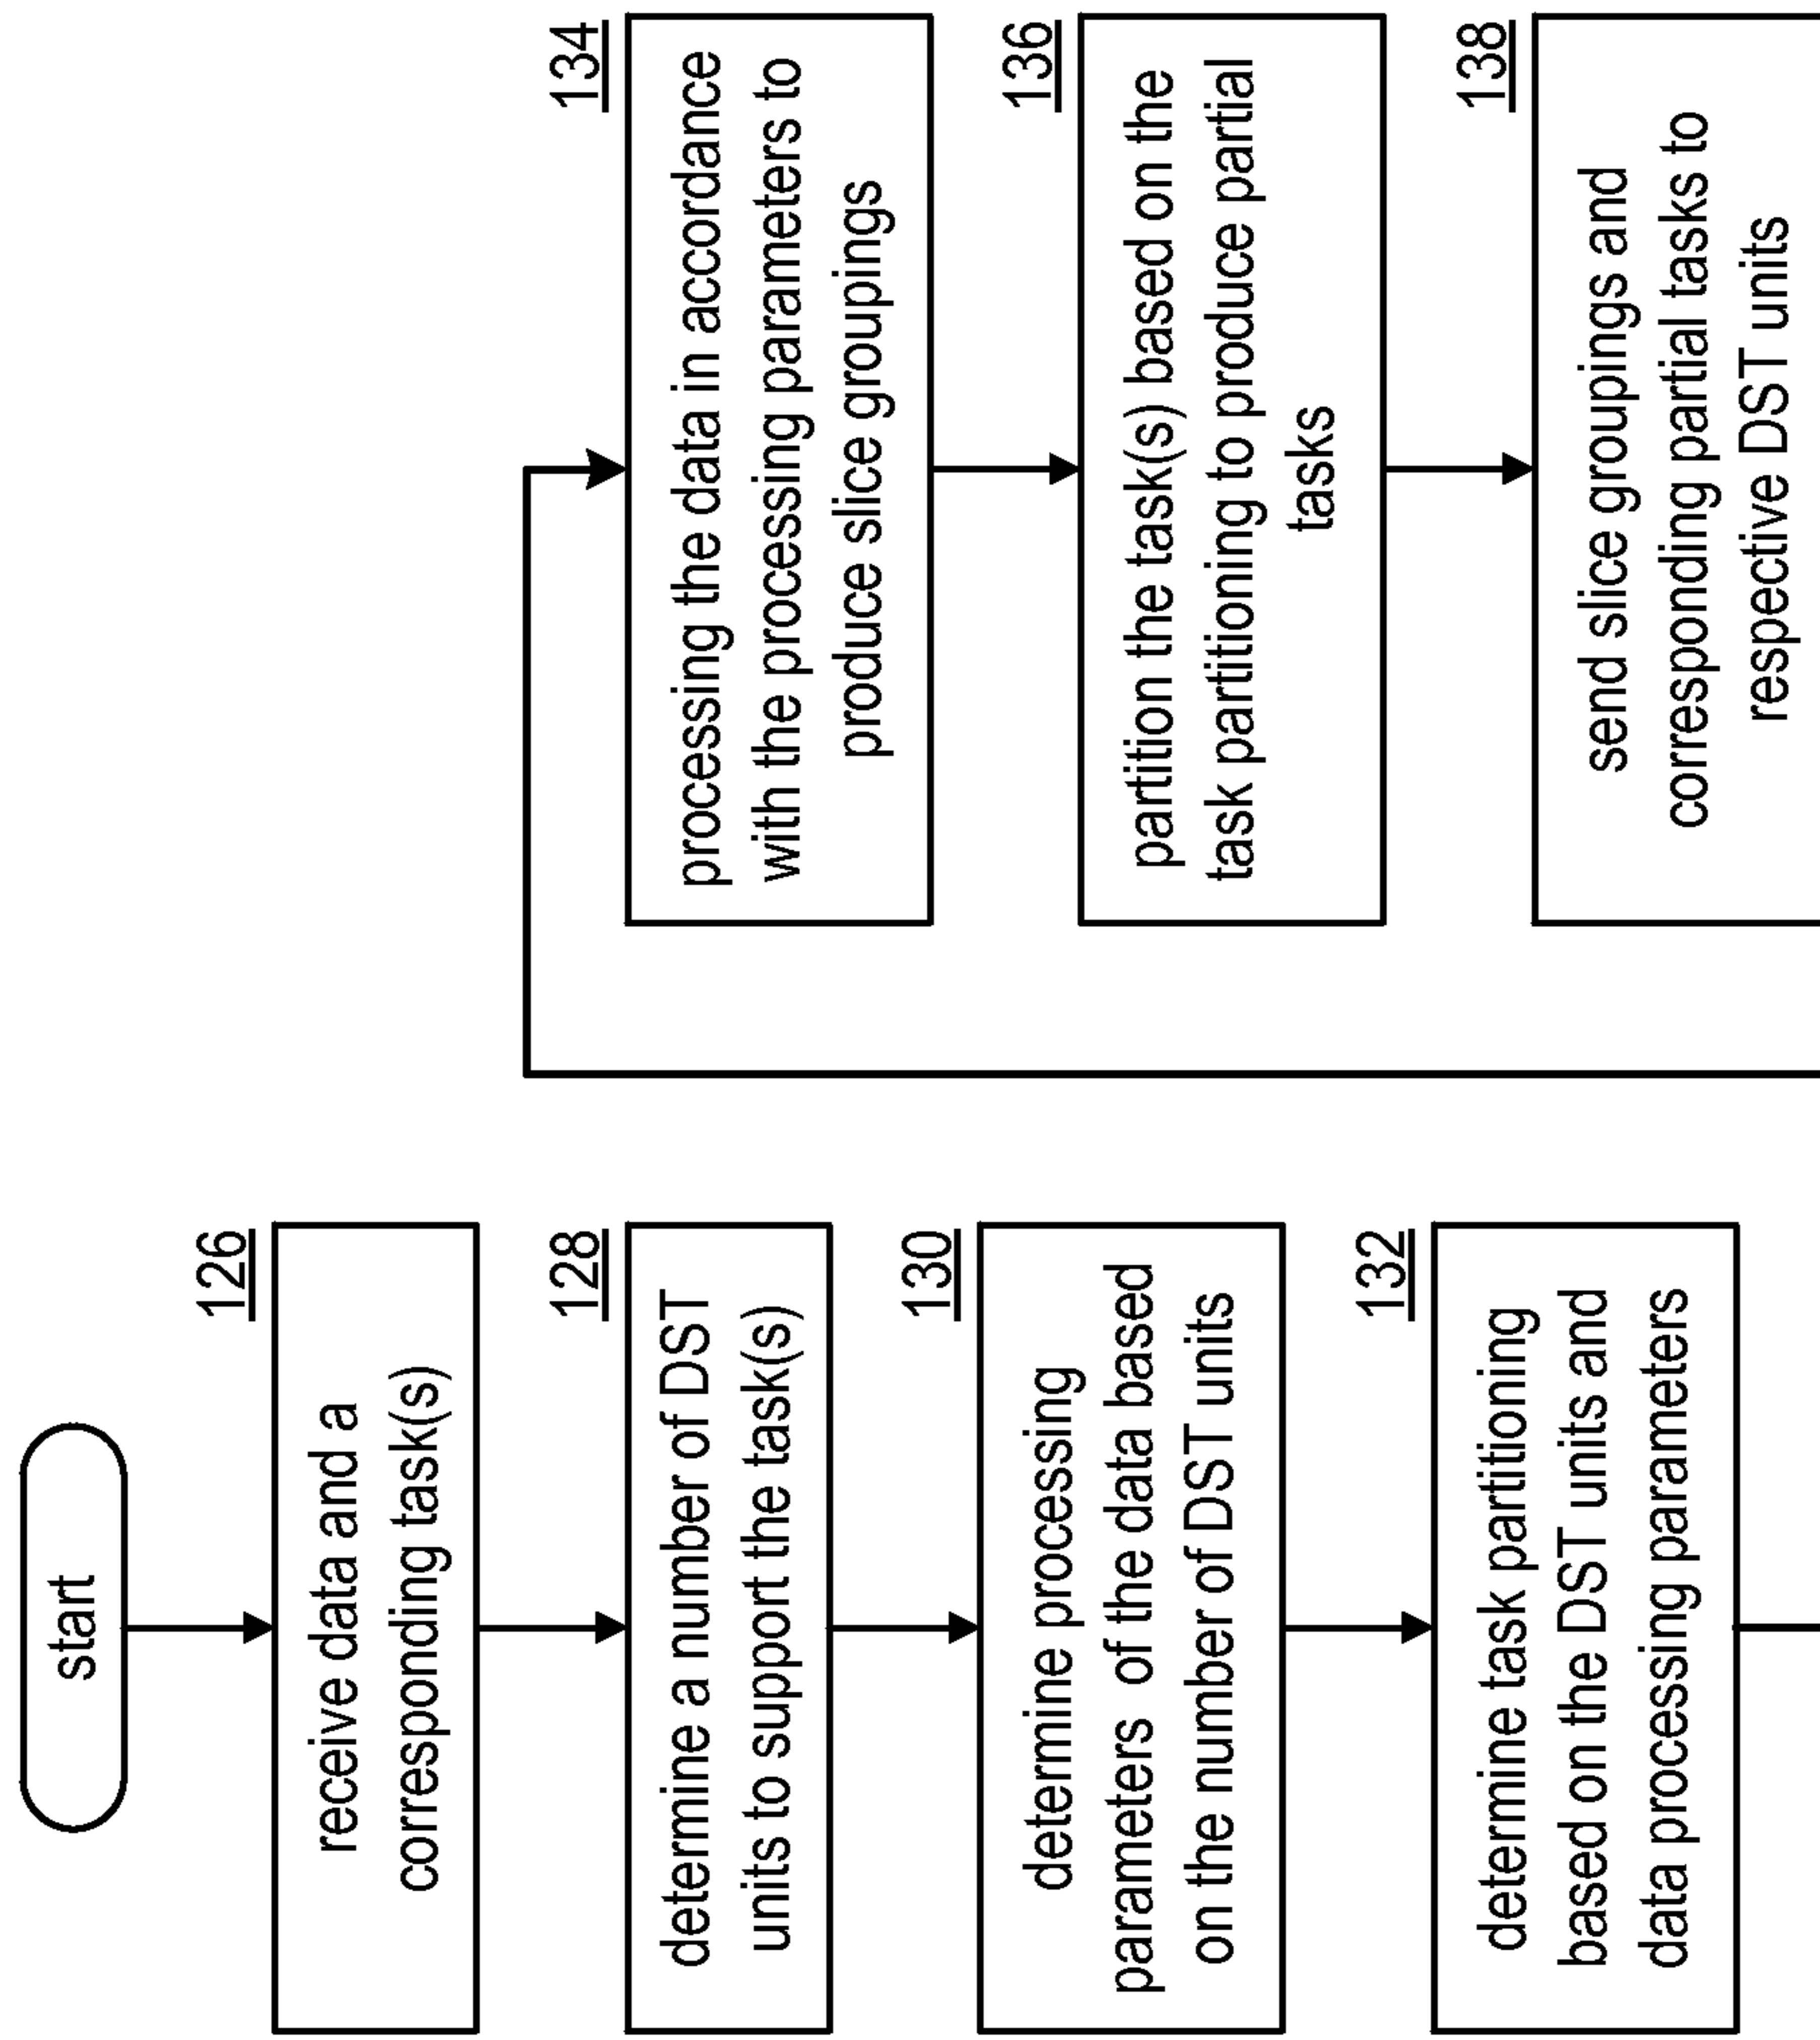 start
126
receive data and a
corresponding task(s)
128
determine a number of DST
units to support the task(s)
130
determine processing
parameters of the data based
on the number of DST units
132
determine task partitioning
based on the DST units and
data processing parameters
134
processing the data in accordance
with the processing parameters to
produce slice groupings
136
partition the task(s) based on the
task partitioning to produce partial
tasks
138
send slice groupings and
corresponding partial tasks to
respective DST units